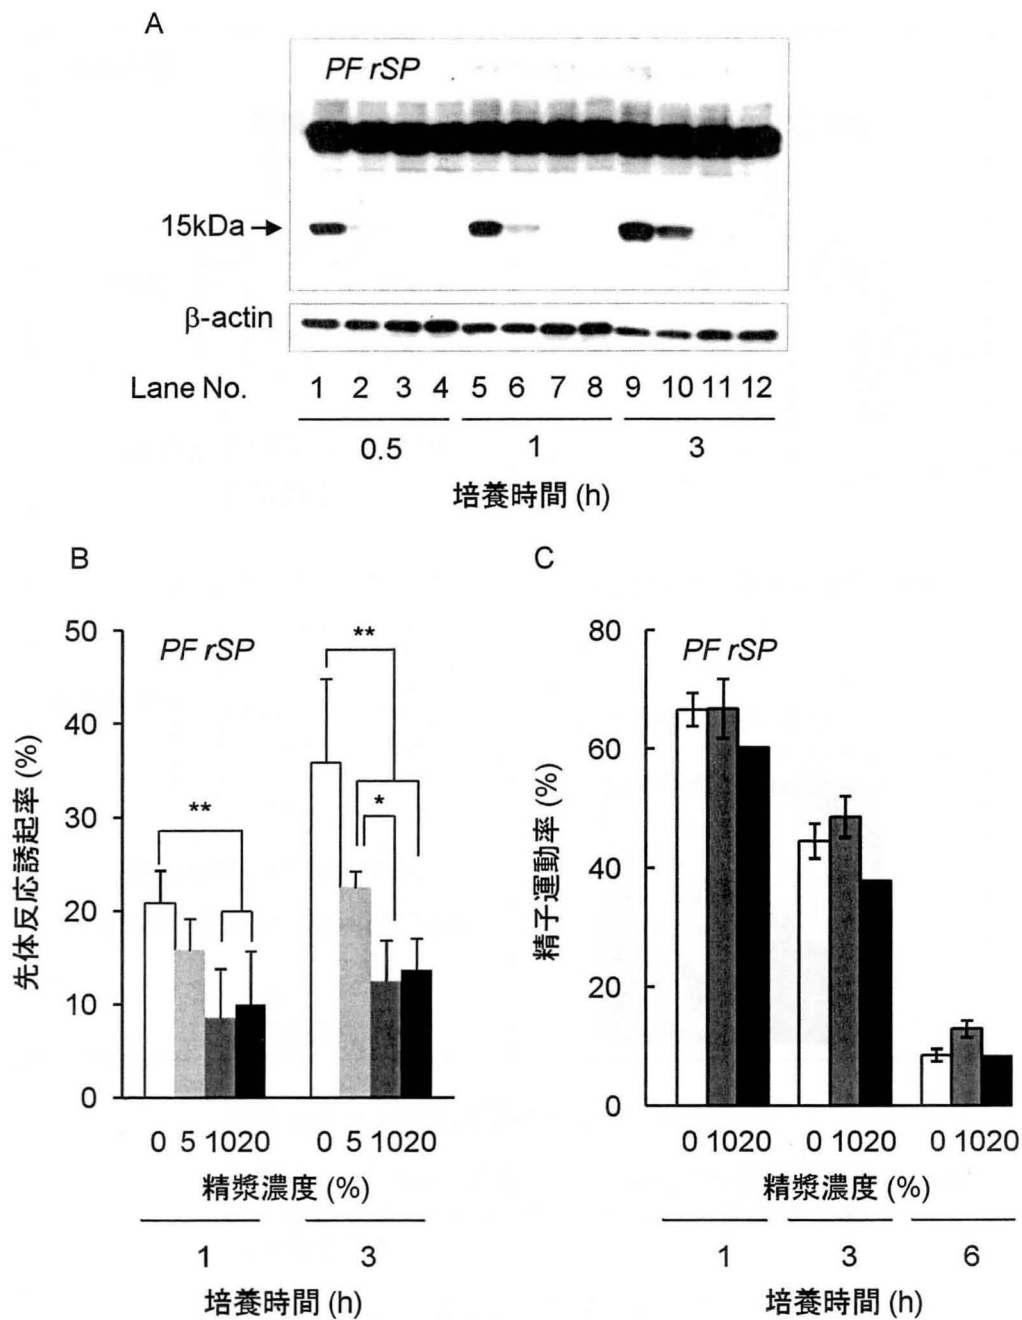 A
PF rSP
15kDa→
β-actin
Lane No. 1 2 3 4 5 6 7 8 9 10 11 12
0.5 1 3
培養時間 (h)
B
PF rSP
**
**
*
先体反応誘起率 (%)
50
40
30
20
10
0
0 5 1020 0 5 1020
精漿濃度 (%)
1 3
培養時間 (h)
C
PF rSP
精子運動率 (%)
80
60
40
20
0
0 1020 0 1020 0 1020
精漿濃度 (%)
1 3 6
培養時間 (h)